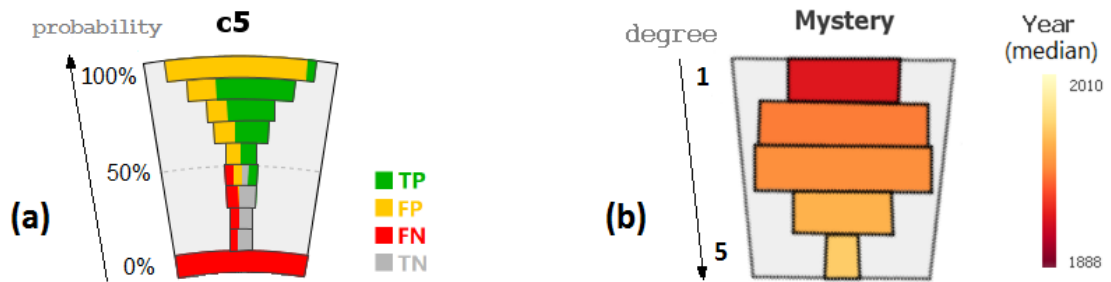 probability
c5
100%
50%
0%
TP
FP
FN
TN
(a)
degree
Mystery
1
5
(b)
Year
(median)
2010
1888